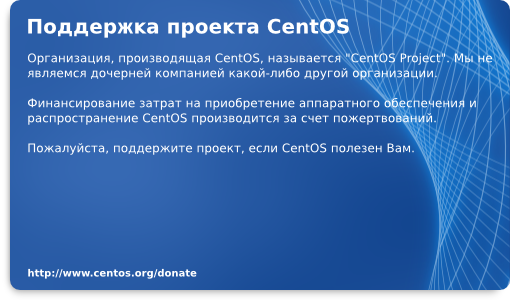 Поддержка проекта CentOS
Организация, производящая CentOS, называется "CentOS Project". Мы не
являемся дочерней компанией какой-либо другой организации.
Финансирование затрат на приобретение аппаратного обеспечения и
распространение CentOS производится за счет пожертвований.
Пожалуйста, поддержите проект, если CentOS полезен Вам.
http://www.centos.org/donate